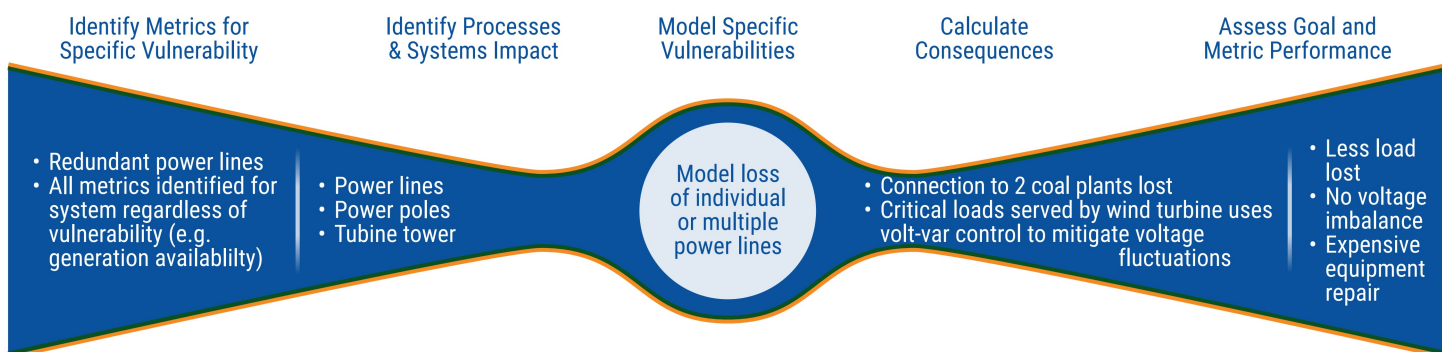 Identify Metrics for
Specific Vulnerability
Identify Processes
& Systems Impact
Model Specific
Vulnerabilities
Calculate
Consequences
Assess Goal and
Metric Performance
• Redundant power lines
• All metrics identified for
system regardless of
vulnerability (e.g.
generation availablilty)
• Power lines
• Power poles
• Tubine tower
Model loss
of individual
or multiple
power lines
• Connection to 2 coal plants lost
• Critical loads served by wind turbine uses
volt-var control to mitigate voltage
fluctuations
• Less load
lost
• No voltage
imbalance
• Expensive
equipment
repair